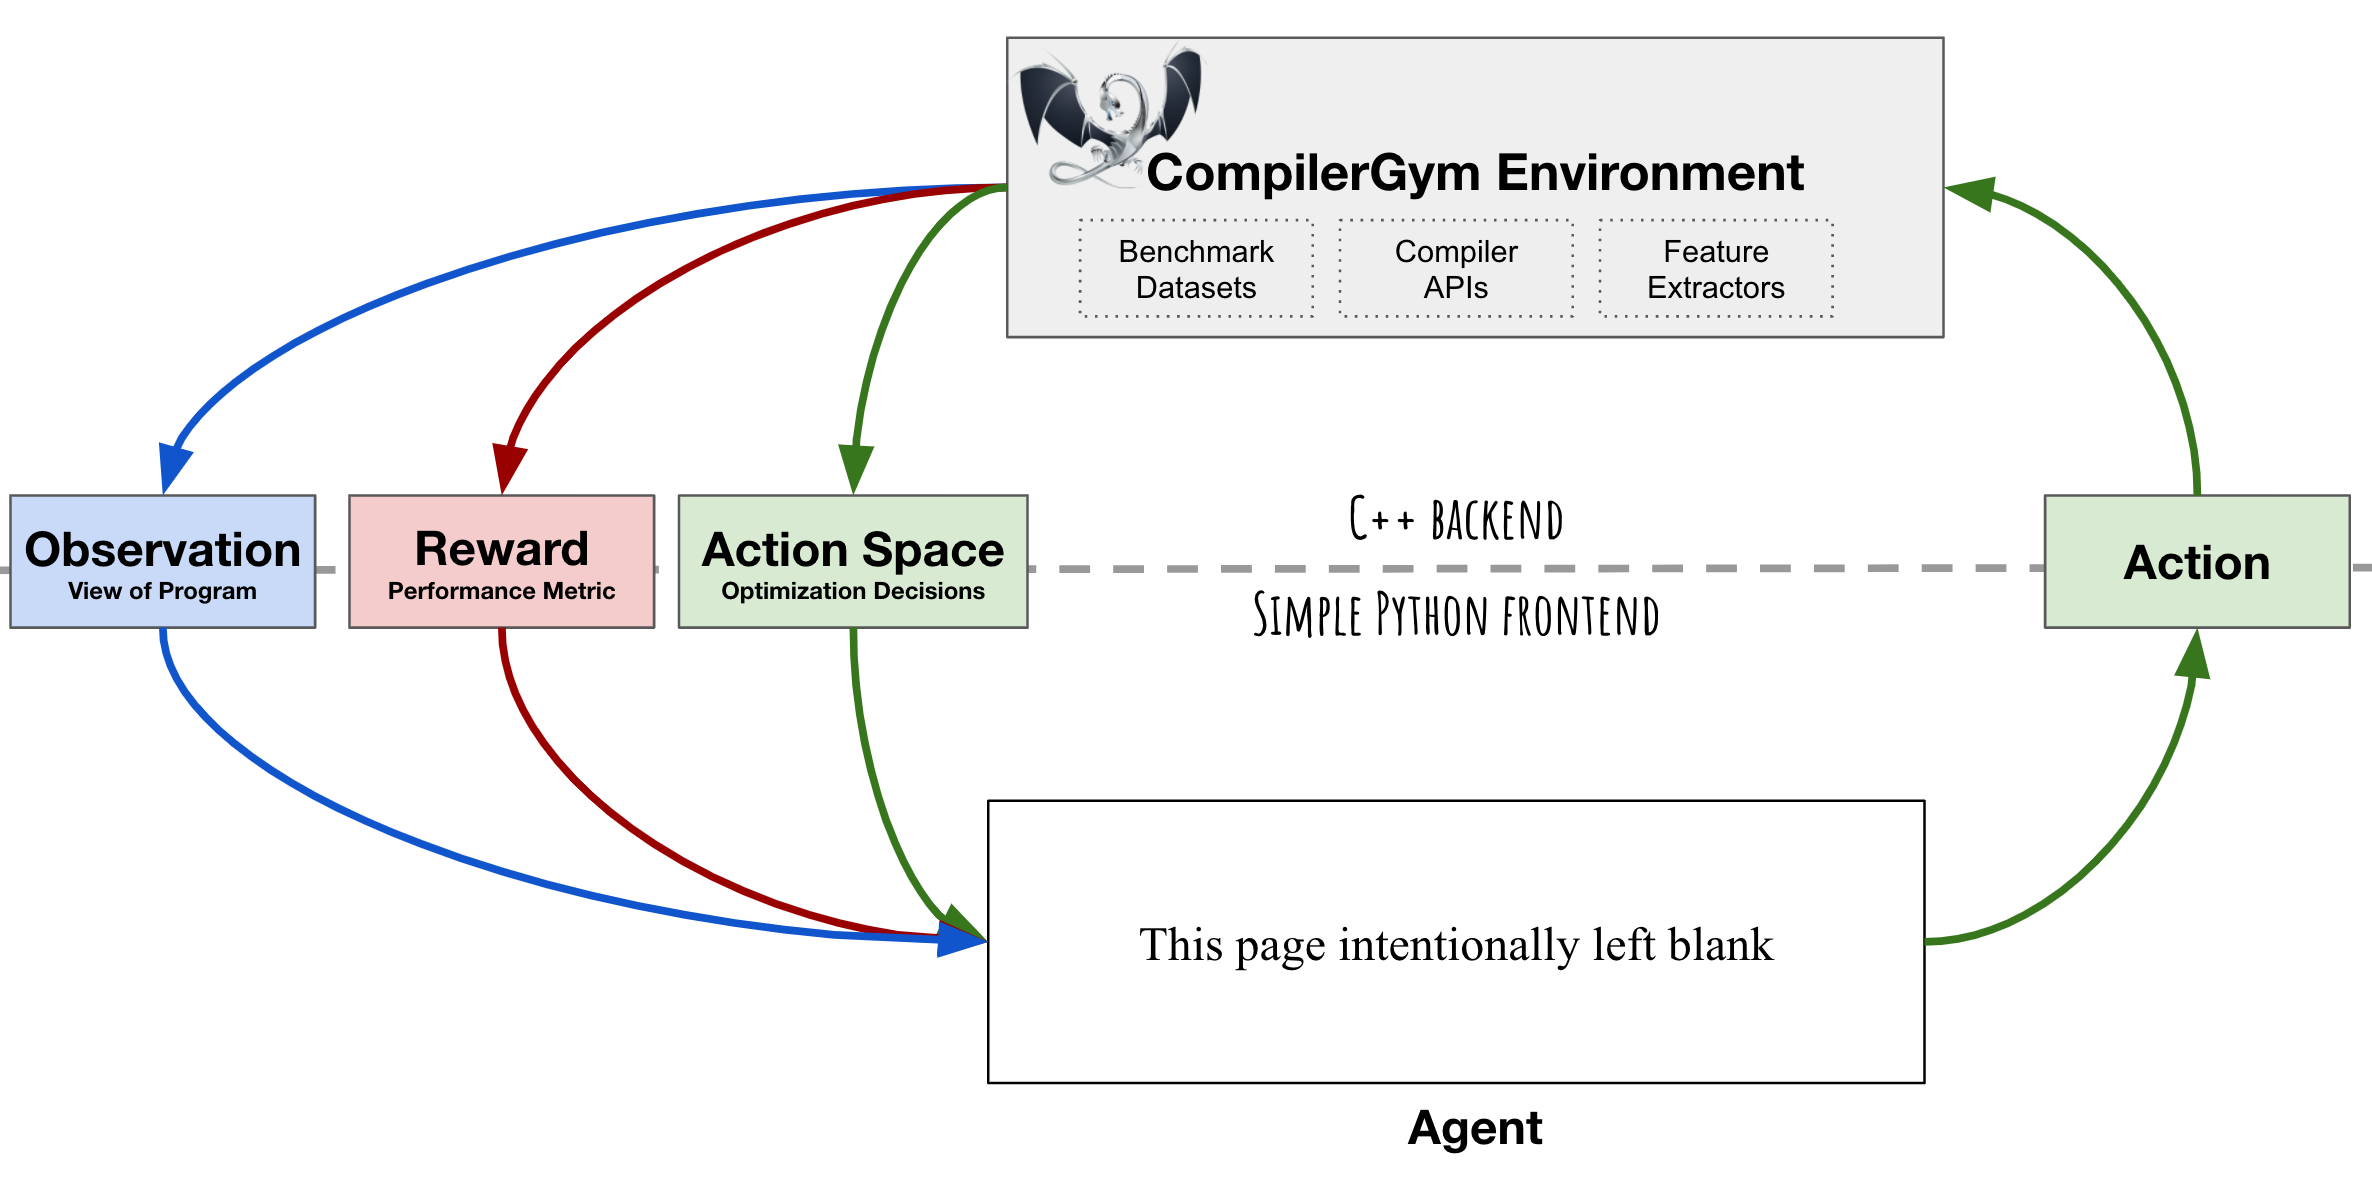 CompilerGym Environment
Benchmark
Datasets
Compiler
APIs
Feature
Extractors
Observation
View of Program
Reward
Performance Metric
Action Space
Optimization Decisions
C++ BACKEND
SIMPLE PYTHON FRONTEND
Action
This page intentionally left blank
Agent